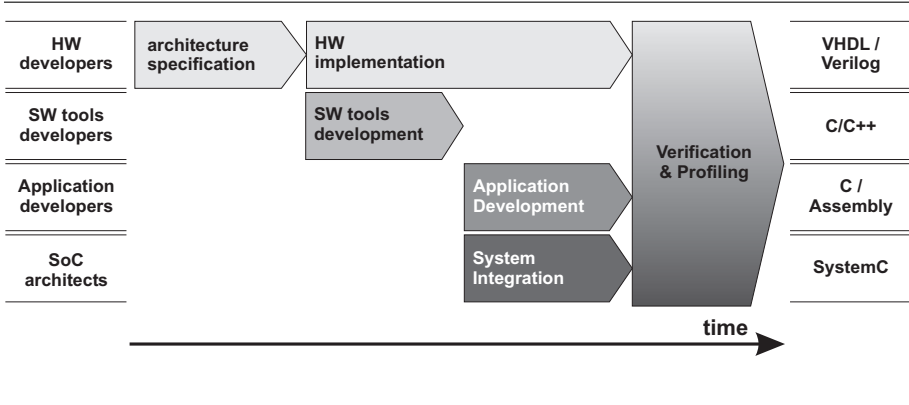 HW
developers
architecture
specification
HW
implementation
VHDL /
Verilog
SW tools
developers
SW tools
development
C/C++
Verification
& Profiling
Application
developers
Application
Development
C /
Assembly
SoC
architects
System
Integration
SystemC
time